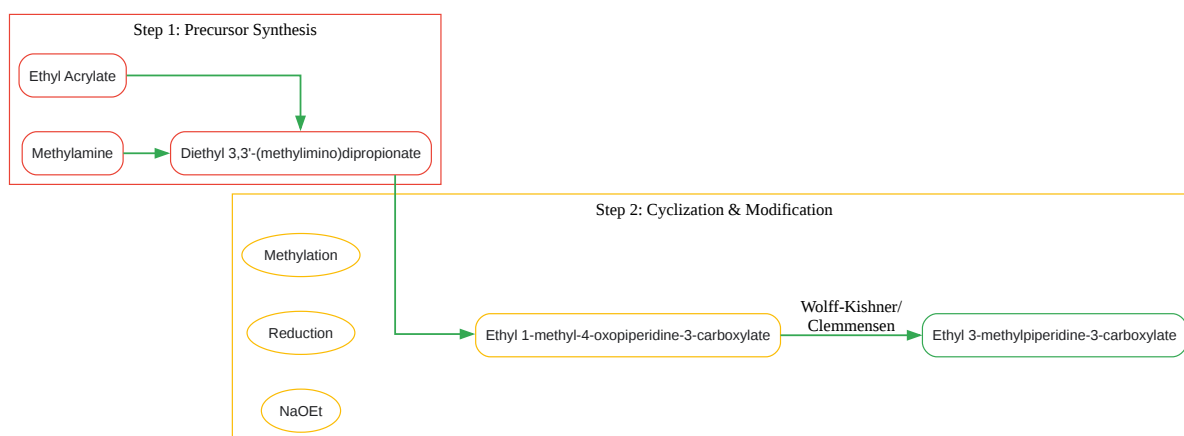 Step 1: Precursor Synthesis
Ethyl Acrylate
Methylamine
Diethyl 3,3'-(methylimino)dipropionate
Step 2: Cyclization & Modification
Methylation
Reduction
NaOEt
Ethyl 1-methyl-4-oxopiperidine-3-carboxylate
Wolff-Kishner/
Clemmensen
Ethyl 3-methylpiperidine-3-carboxylate